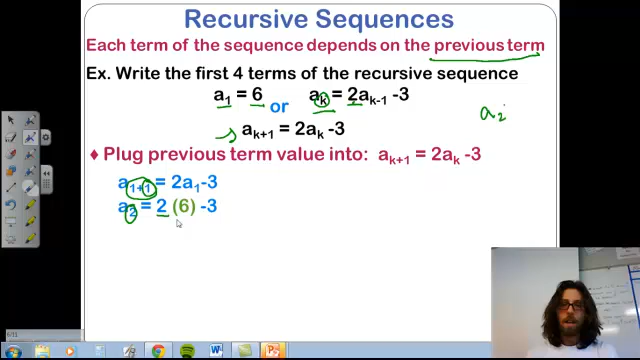 Recursive Sequences
Each term of the sequence depends on the previous term
Ex. Write the first 4 terms of the recursive sequence
a₁ = 6 or aₖ = 2aₖ₋₁ -3
a₂
aₖ₊₁ = 2aₖ -3
♦ Plug previous term value into: aₖ₊₁ = 2aₖ -3
a₁₊₁ = 2a₁ -3
a₂ = 2 (6) -3